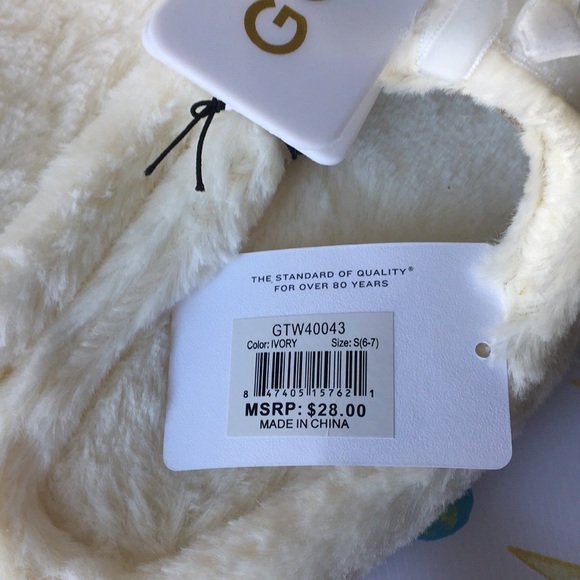 GO
THE STANDARD OF QUALITY®
FOR OVER 80 YEARS
GTW40043
Color: IVORY Size: S(6-7)
8 47405 15762 1
MSRP: $28.00
MADE IN CHINA